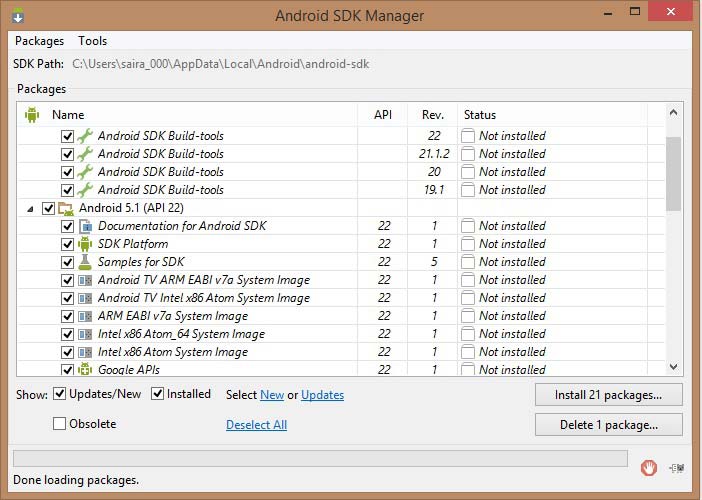 Android SDK Manager
Packages Tools
SDK Path: C:\Users\saira_000\AppData\Local\Android\android-sdk
Packages
Name API Rev. Status
Android SDK Build-tools 22 Not installed
Android SDK Build-tools 21.1.2 Not installed
Android SDK Build-tools 20 Not installed
Android SDK Build-tools 19.1 Not installed
Android 5.1 (API 22)
Documentation for Android SDK 22 1 Not installed
SDK Platform 22 1 Not installed
Samples for SDK 22 5 Not installed
Android TV ARM EABI v7a System Image 22 1 Not installed
Android TV Intel x86 Atom System Image 22 1 Not installed
ARM EABI v7a System Image 22 1 Not installed
Intel x86 Atom_64 System Image 22 1 Not installed
Intel x86 Atom System Image 22 1 Not installed
Google APIs 22 1 Not installed
Show: Updates/New Installed Select New or Updates Install 21 packages...
Obsolete Deselect All Delete 1 package...
Done loading packages.